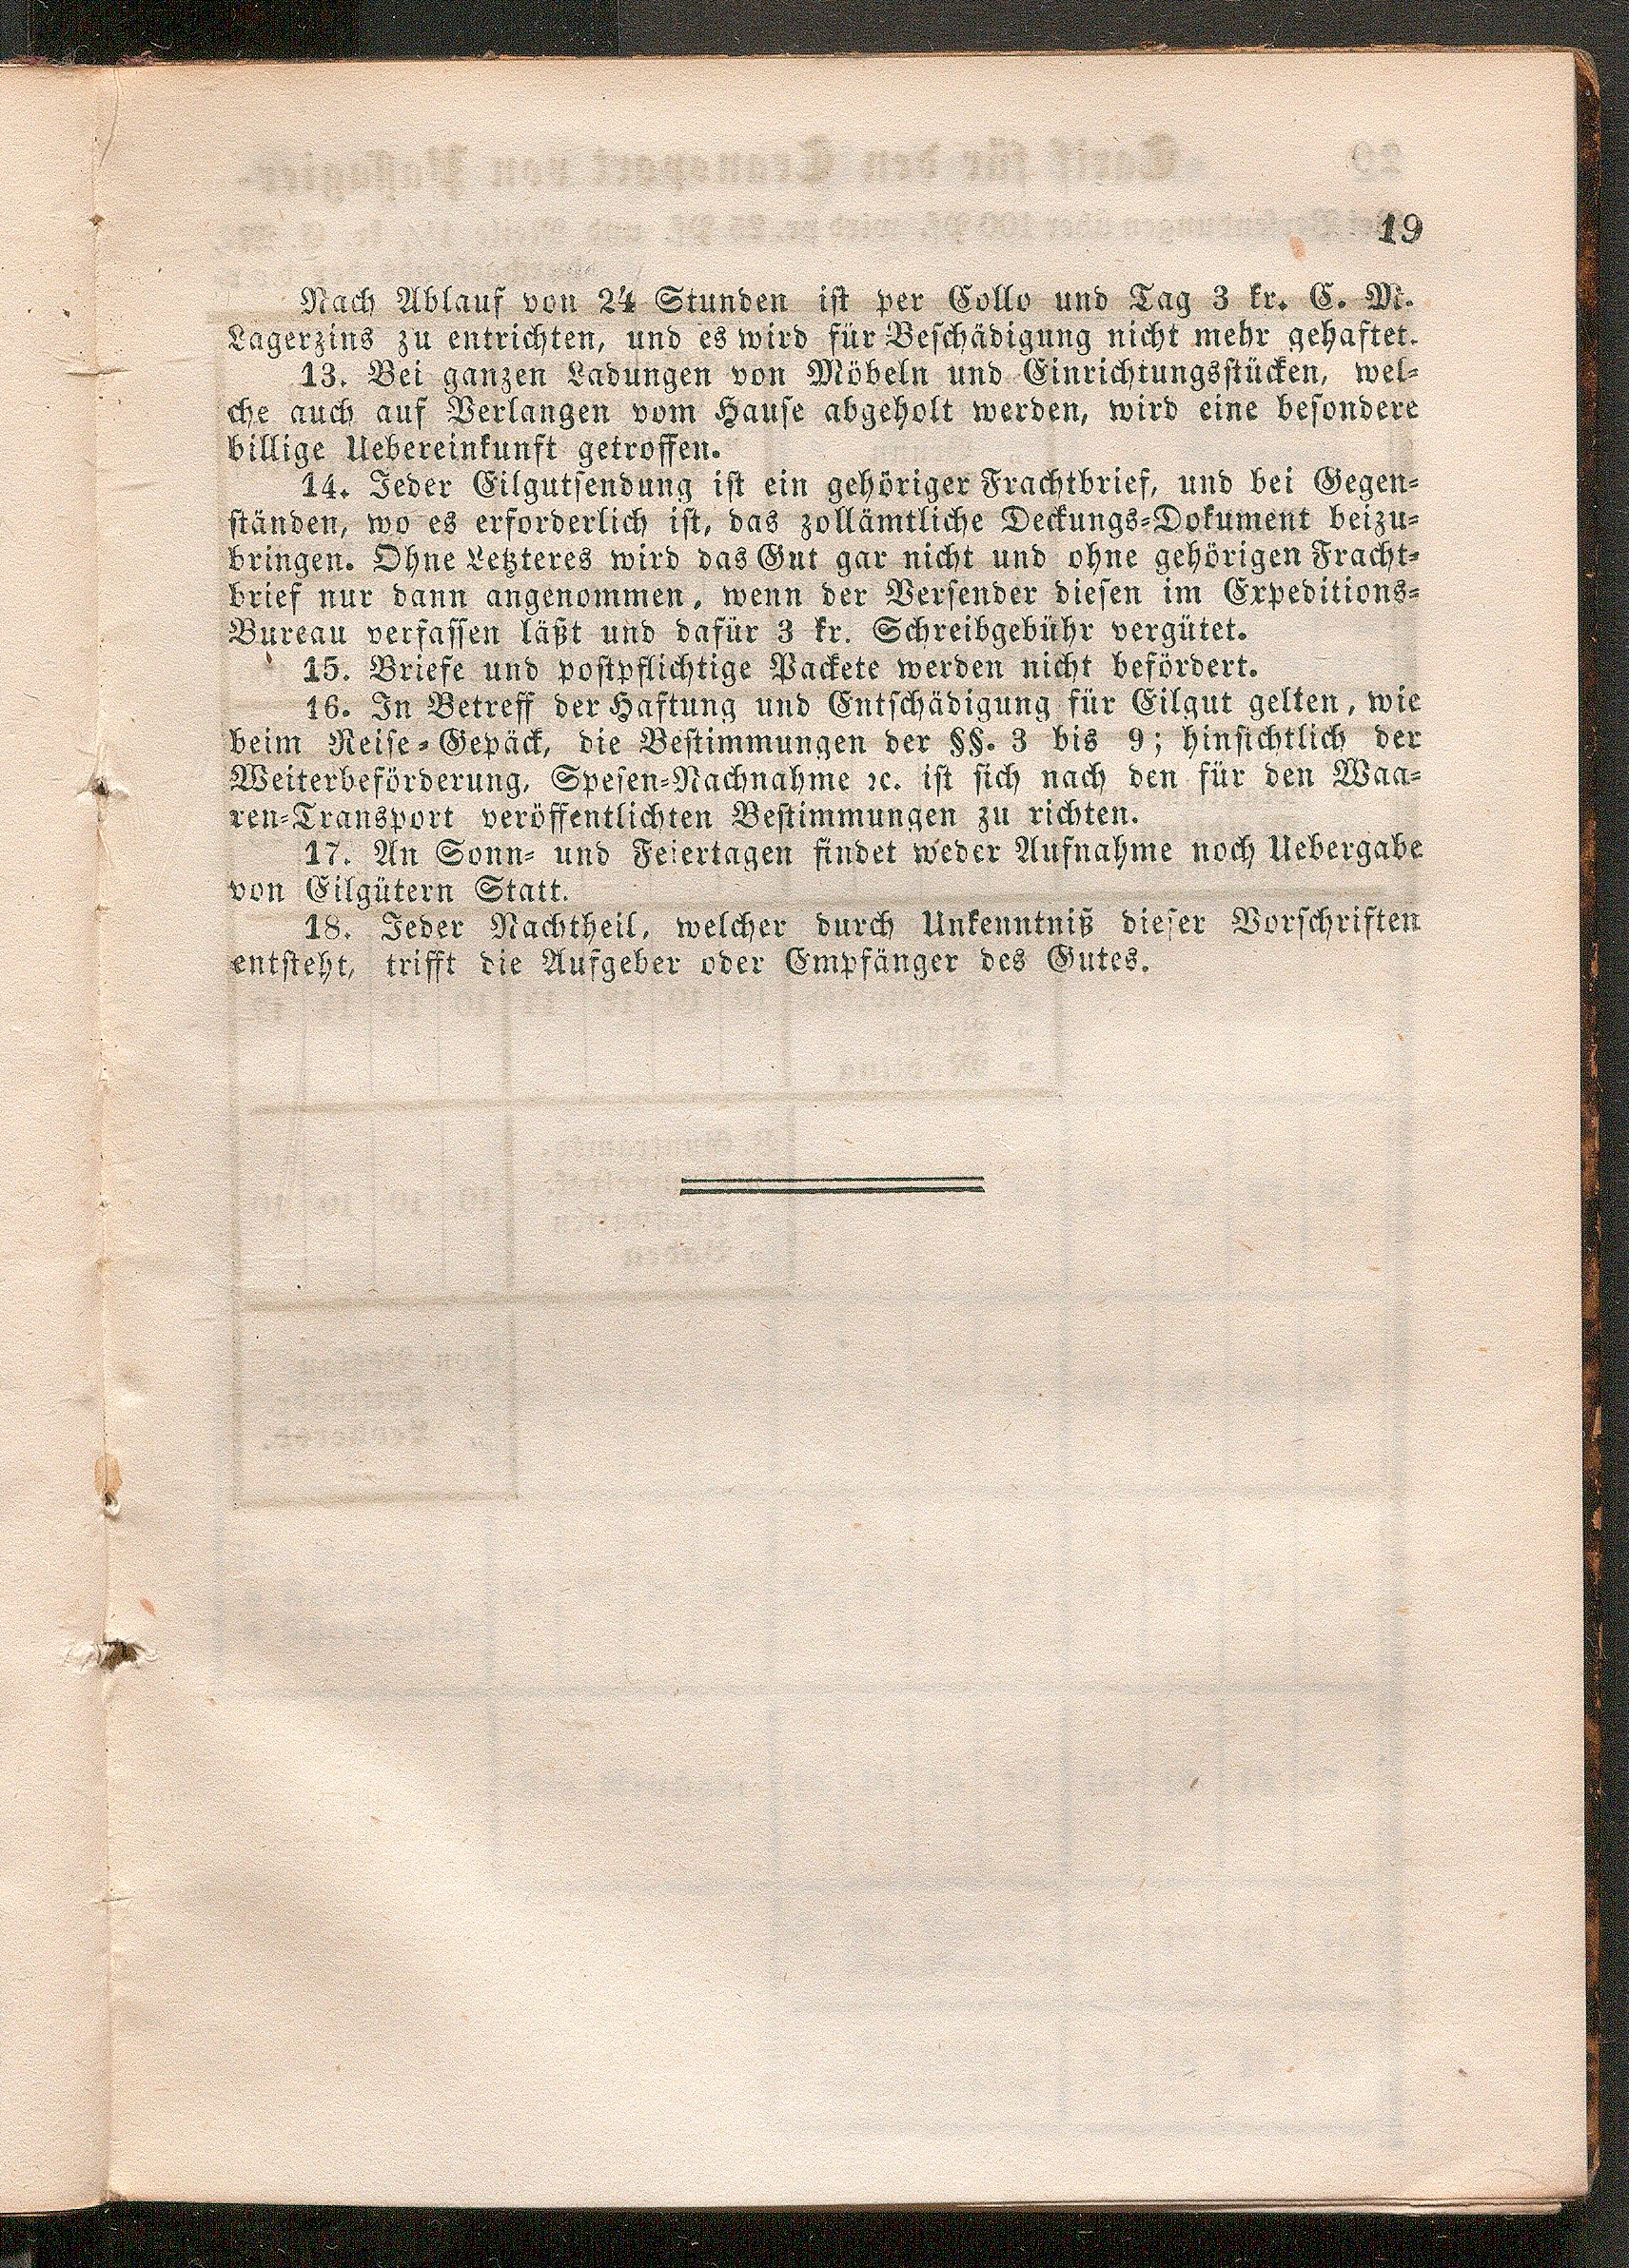 19
Nach Ablauf von 24 Stunden ist per Collo und Tag 3 kr. C. M.
Lagerzins zu entrichten, und es wird für Beschädigung nicht mehr gehaftet.
13. Bei ganzen Ladungen von Möbeln und Einrichtungsstücken, wel-
che auch auf Verlangen vom Hause abgeholt werden, wird eine besondere
billige Uebereinkunft getroffen.
14. Jeder Eilgutsendung ist ein gehöriger Frachtbrief, und bei Gegen-
ständen, wo es erforderlich ist, das zollämtliche Deckungs-Dokument beizu-
bringen. Ohne Letzteres wird das Gut gar nicht und ohne gehörigen Fracht-
brief nur dann angenommen, wenn der Versender diesen im Expeditions-
Bureau verfassen läßt und dafür 3 kr. Schreibgebühr vergütet.
15. Briefe und postpflichtige Packete werden nicht befördert.
16. In Betreff der Haftung und Entschädigung für Eilgut gelten, wie
beim Reise-Gepäck, die Bestimmungen der §§. 3 bis 9; hinsichtlich der
Weiterbeförderung, Spesen-Nachnahme ꝛc. ist sich nach den für den Waa-
ren-Transport veröffentlichten Bestimmungen zu richten.
17. An Sonn- und Feiertagen findet weder Aufnahme noch Uebergabe
von Eilgütern Statt.
18. Jeder Nachtheil, welcher durch Unkenntniß dieser Vorschriften
entsteht, trifft die Aufgeber oder Empfänger des Gutes.